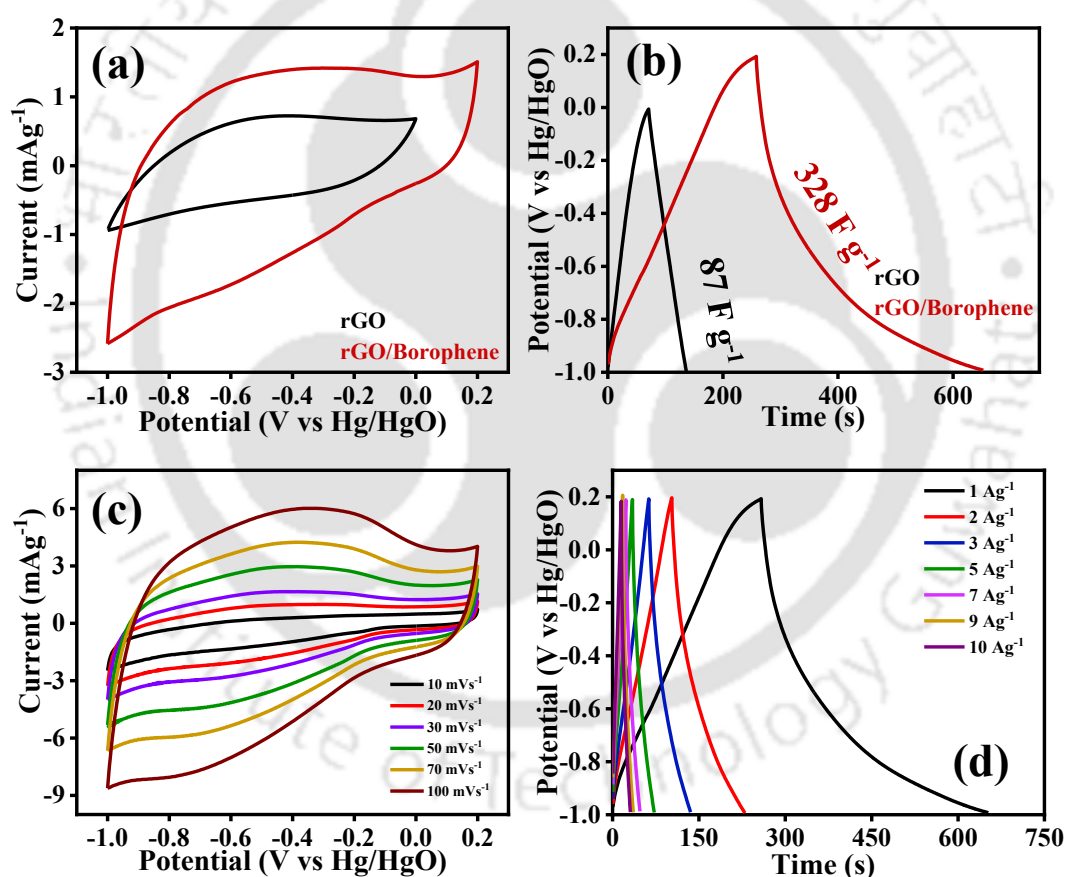 (a)
2
1
0
-1
-2
-3
Current (mAg⁻¹)
rGO
rGO/Borophene
-1.0 -0.8 -0.6 -0.4 -0.2 0.0 0.2
Potential (V vs Hg/HgO)
(b)
0.2
0.0
-0.2
-0.4
-0.6
-0.8
-1.0
Potential (V vs Hg/HgO)
328 F g⁻¹
87 F g⁻¹
rGO
rGO/Borophene
0 200 400 600
Time (s)
(c)
6
3
0
-3
-6
-9
Current (mAg⁻¹)
10 mVs⁻¹
20 mVs⁻¹
30 mVs⁻¹
50 mVs⁻¹
70 mVs⁻¹
100 mVs⁻¹
-1.0 -0.8 -0.6 -0.4 -0.2 0.0 0.2
Potential (V vs Hg/HgO)
0.2
0.0
-0.2
-0.4
-0.6
-0.8
-1.0
Potential (V vs Hg/HgO)
1 Ag⁻¹
2 Ag⁻¹
3 Ag⁻¹
5 Ag⁻¹
7 Ag⁻¹
9 Ag⁻¹
10 Ag⁻¹
(d)
0 150 300 450 600 750
Time (s)
Indian Institute of Technology